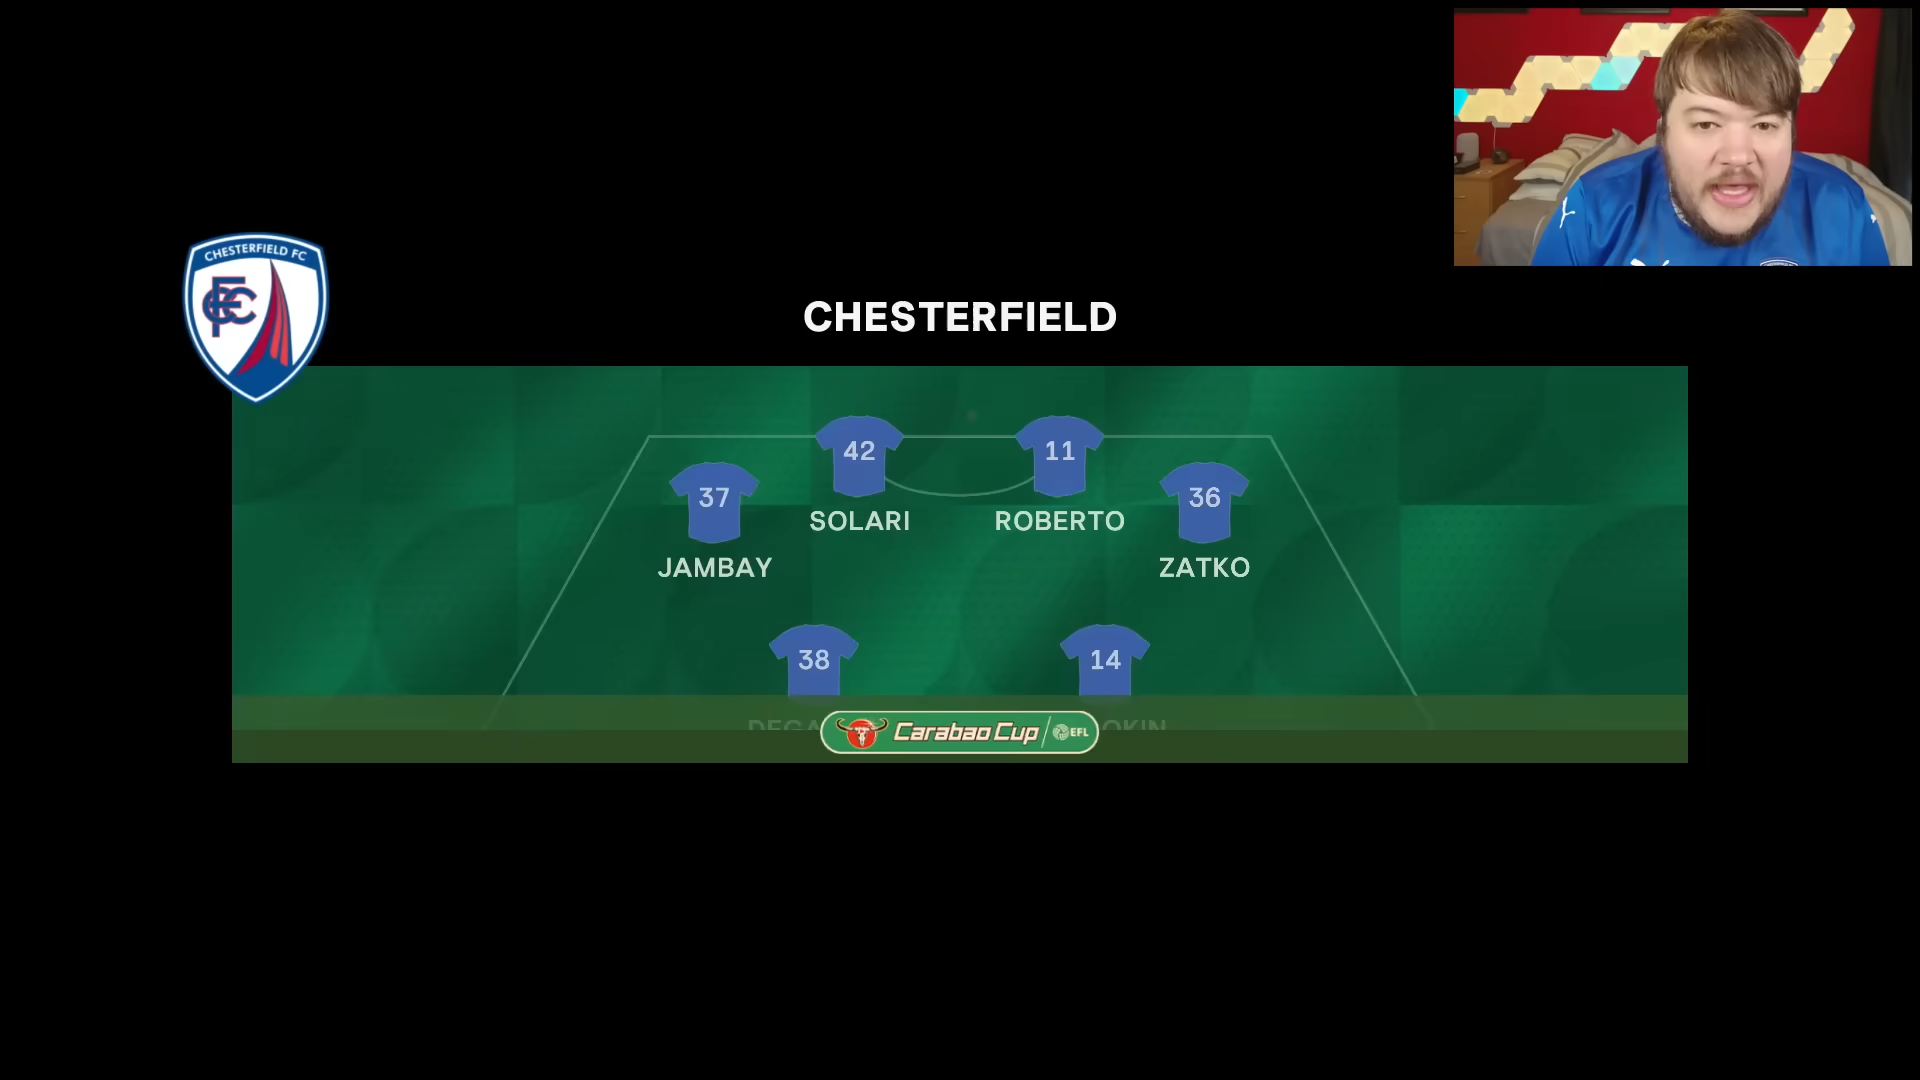 CHESTERFIELD FC
CHESTERFIELD
42
11
37
36
SOLARI
ROBERTO
JAMBAY
ZATKO
38
14
Carabao Cup
EFL